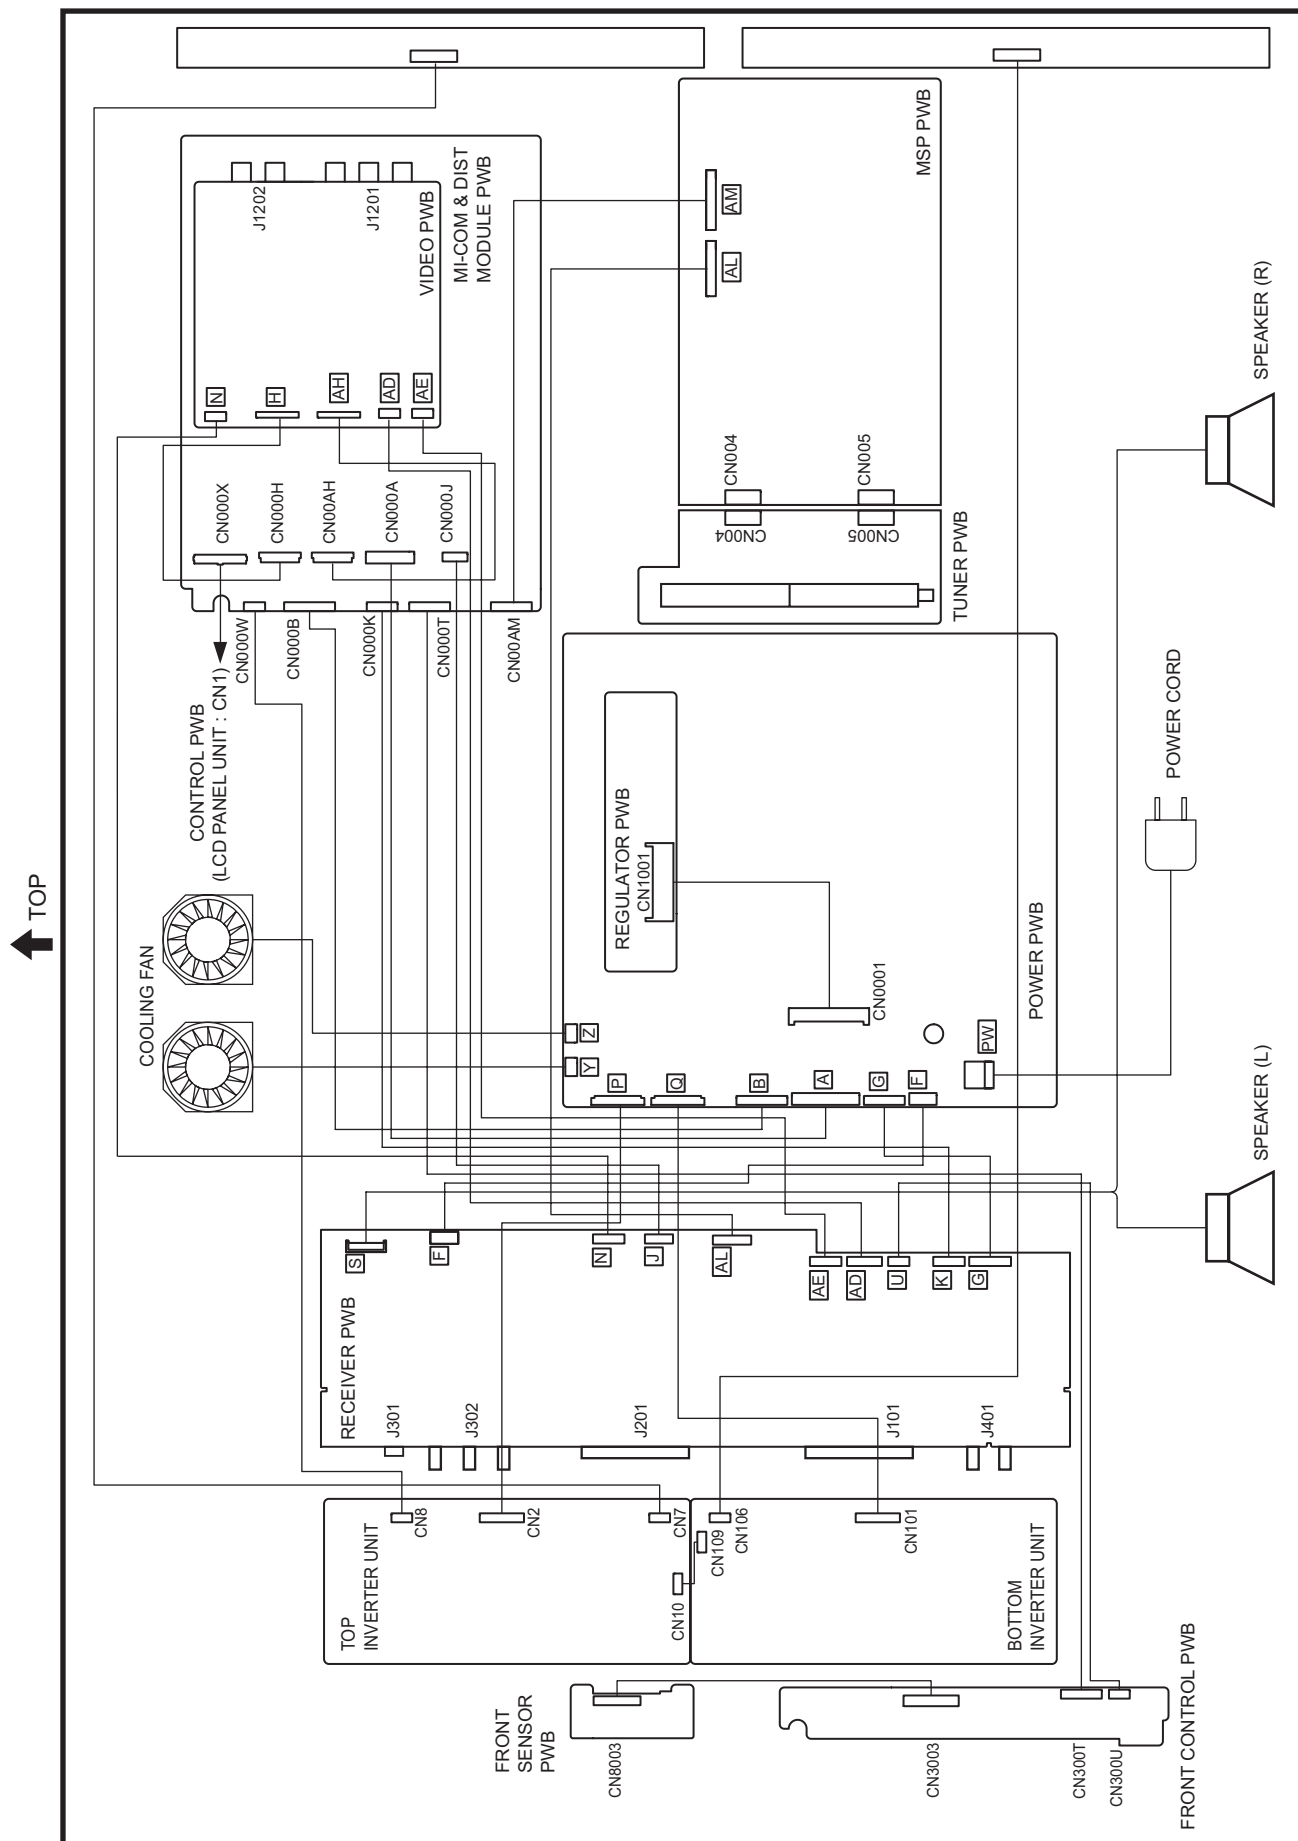 TOP
COOLING FAN
CONTROL PWB
(LCD PANEL UNIT : CN1)
J1202
J1201
VIDEO PWB
MI-COM & DIST
MODULE PWB
N
H
AH
AD
AE
CN000X
CN000H
CN00AH
CN000A
CN000J
CN000W
CN000B
CN000K
CN000T
CN00AM
MSP PWB
AM
AL
CN004
CN005
CN004
CN005
TUNER PWB
REGULATOR PWB
CN1001
CN0001
POWER PWB
Z
Y
P
Q
B
A
G
F
PW
POWER CORD
SPEAKER (R)
SPEAKER (L)
RECEIVER PWB
S
F
N
J
AL
AE
AD
U
K
G
J301
J302
J201
J101
J401
TOP
INVERTER UNIT
CN8
CN2
CN7
CN10
CN109
CN106
CN101
BOTTOM
INVERTER UNIT
FRONT
SENSOR
PWB
CN8003
CN3003
CN300T
CN300U
FRONT CONTROL PWB